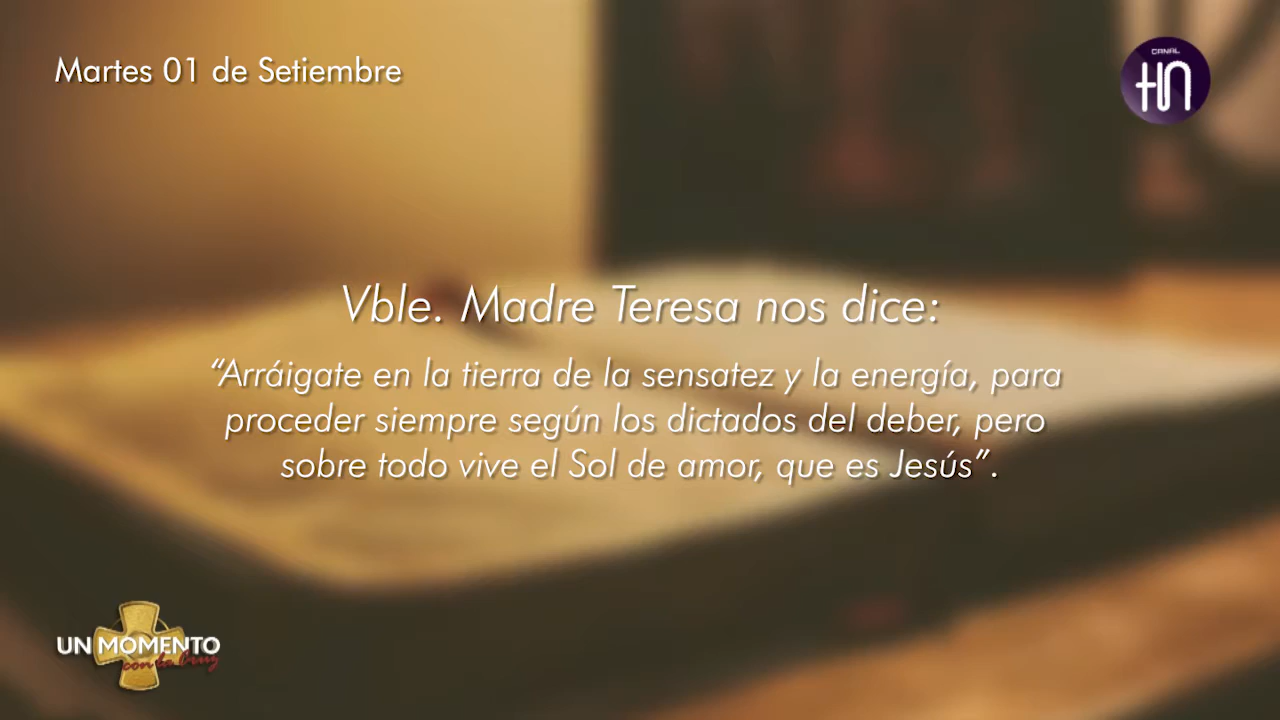 Martes 01 de Setiembre
CANAL
HN
Vble. Madre Teresa nos dice:
“Arráigate en la tierra de la sensatez y la energía, para
proceder siempre según los dictados del deber, pero
sobre todo vive el Sol de amor, que es Jesús”.
UN MOMENTO
con la Cruz